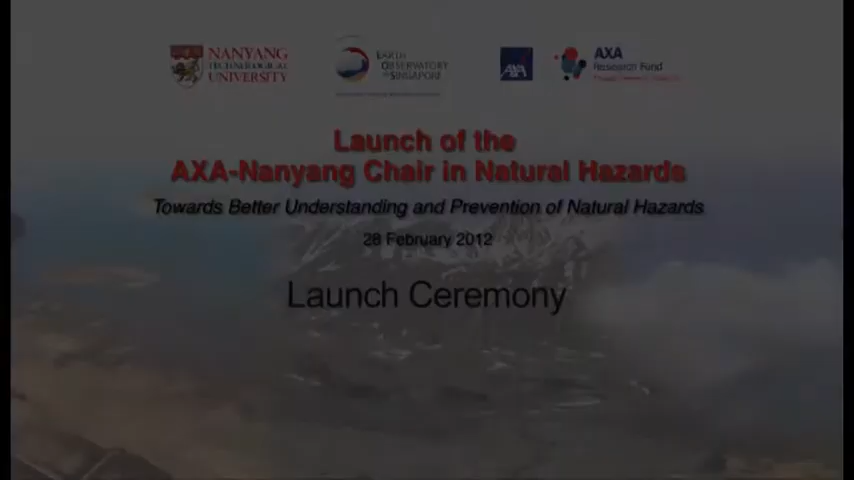 NANYANG
TECHNOLOGICAL
UNIVERSITY
EARTH
OBSERVATORY
OF SINGAPORE
AXA
AXA
Research Fund
Launch of the
AXA-Nanyang Chair in Natural Hazards
Towards Better Understanding and Prevention of Natural Hazards
28 February 2012
Launch Ceremony